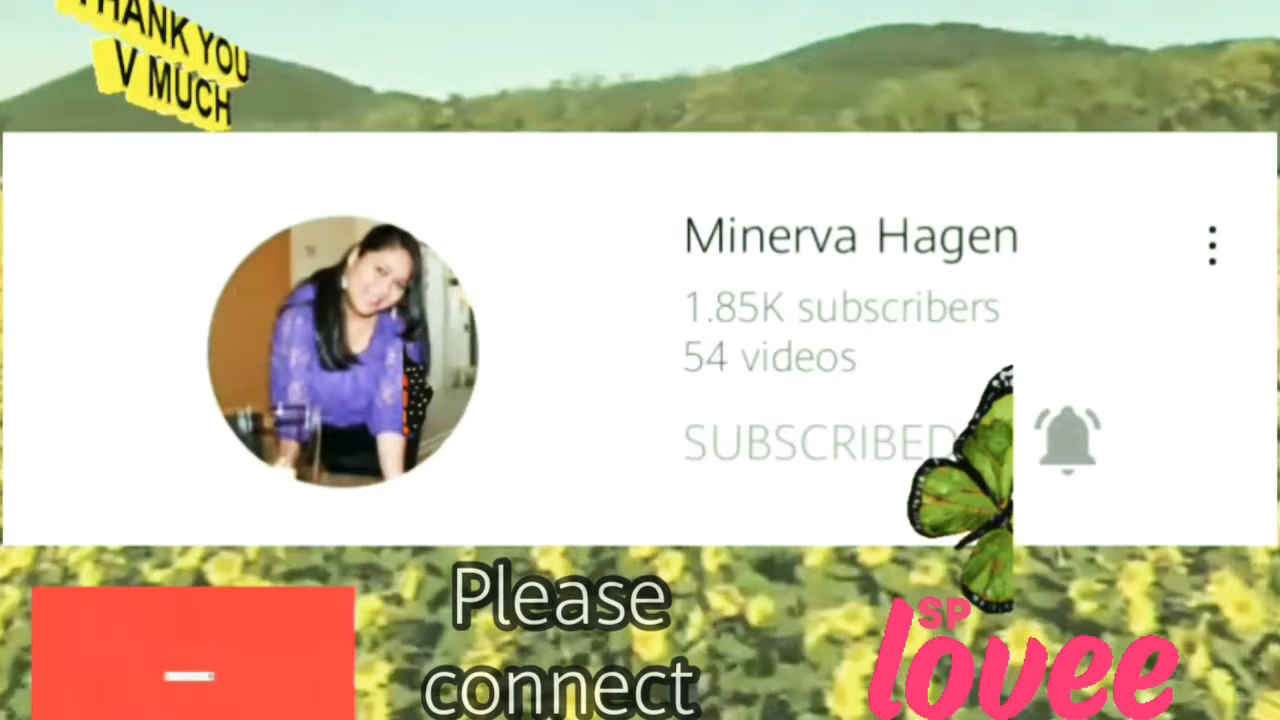 THANK YOU
V MUCH
Minerva Hagen
1.85K subscribers
54 videos
SUBSCRIBED
Please
connect
SP
lovee